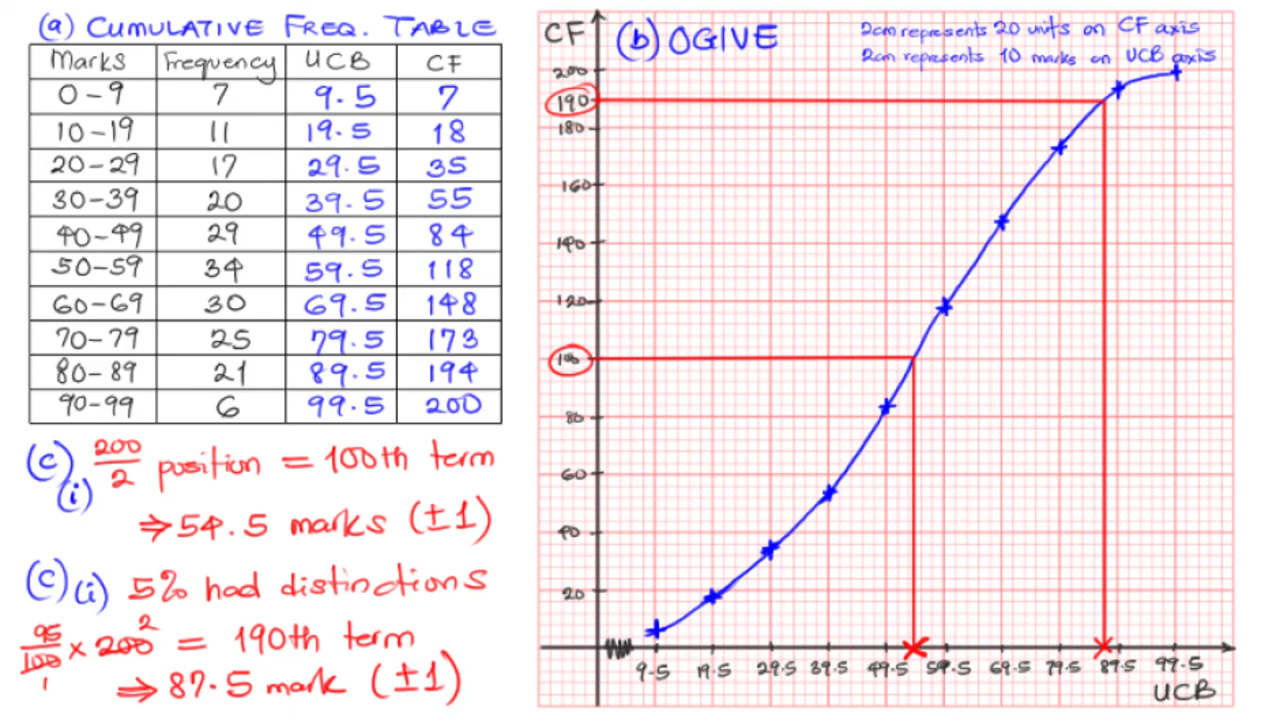 (a) CUMULATIVE FREQ. TABLE
Marks Frequency UCB CF
0-9 7 9.5 7
10-19 11 19.5 18
20-29 17 29.5 35
30-39 20 39.5 55
40-49 29 49.5 84
50-59 34 59.5 118
60-69 30 69.5 148
70-79 25 79.5 173
80-89 21 89.5 194
90-99 6 99.5 200
(c) (i) 200/2 position = 100th term
⇒ 54.5 marks (±1)
(c) (i) 5% had distinctions
95/100 1 × 200 2 = 190th term
⇒ 87.5 mark (±1)
CF (b) OGIVE
2cm represents 20 units on CF axis
2cm represents 10 marks on UCB axis
200
190
180
160
140
120
100
80
60
40
20
9.5 19.5 29.5 39.5 49.5 59.5 69.5 79.5 89.5 99.5
UCB